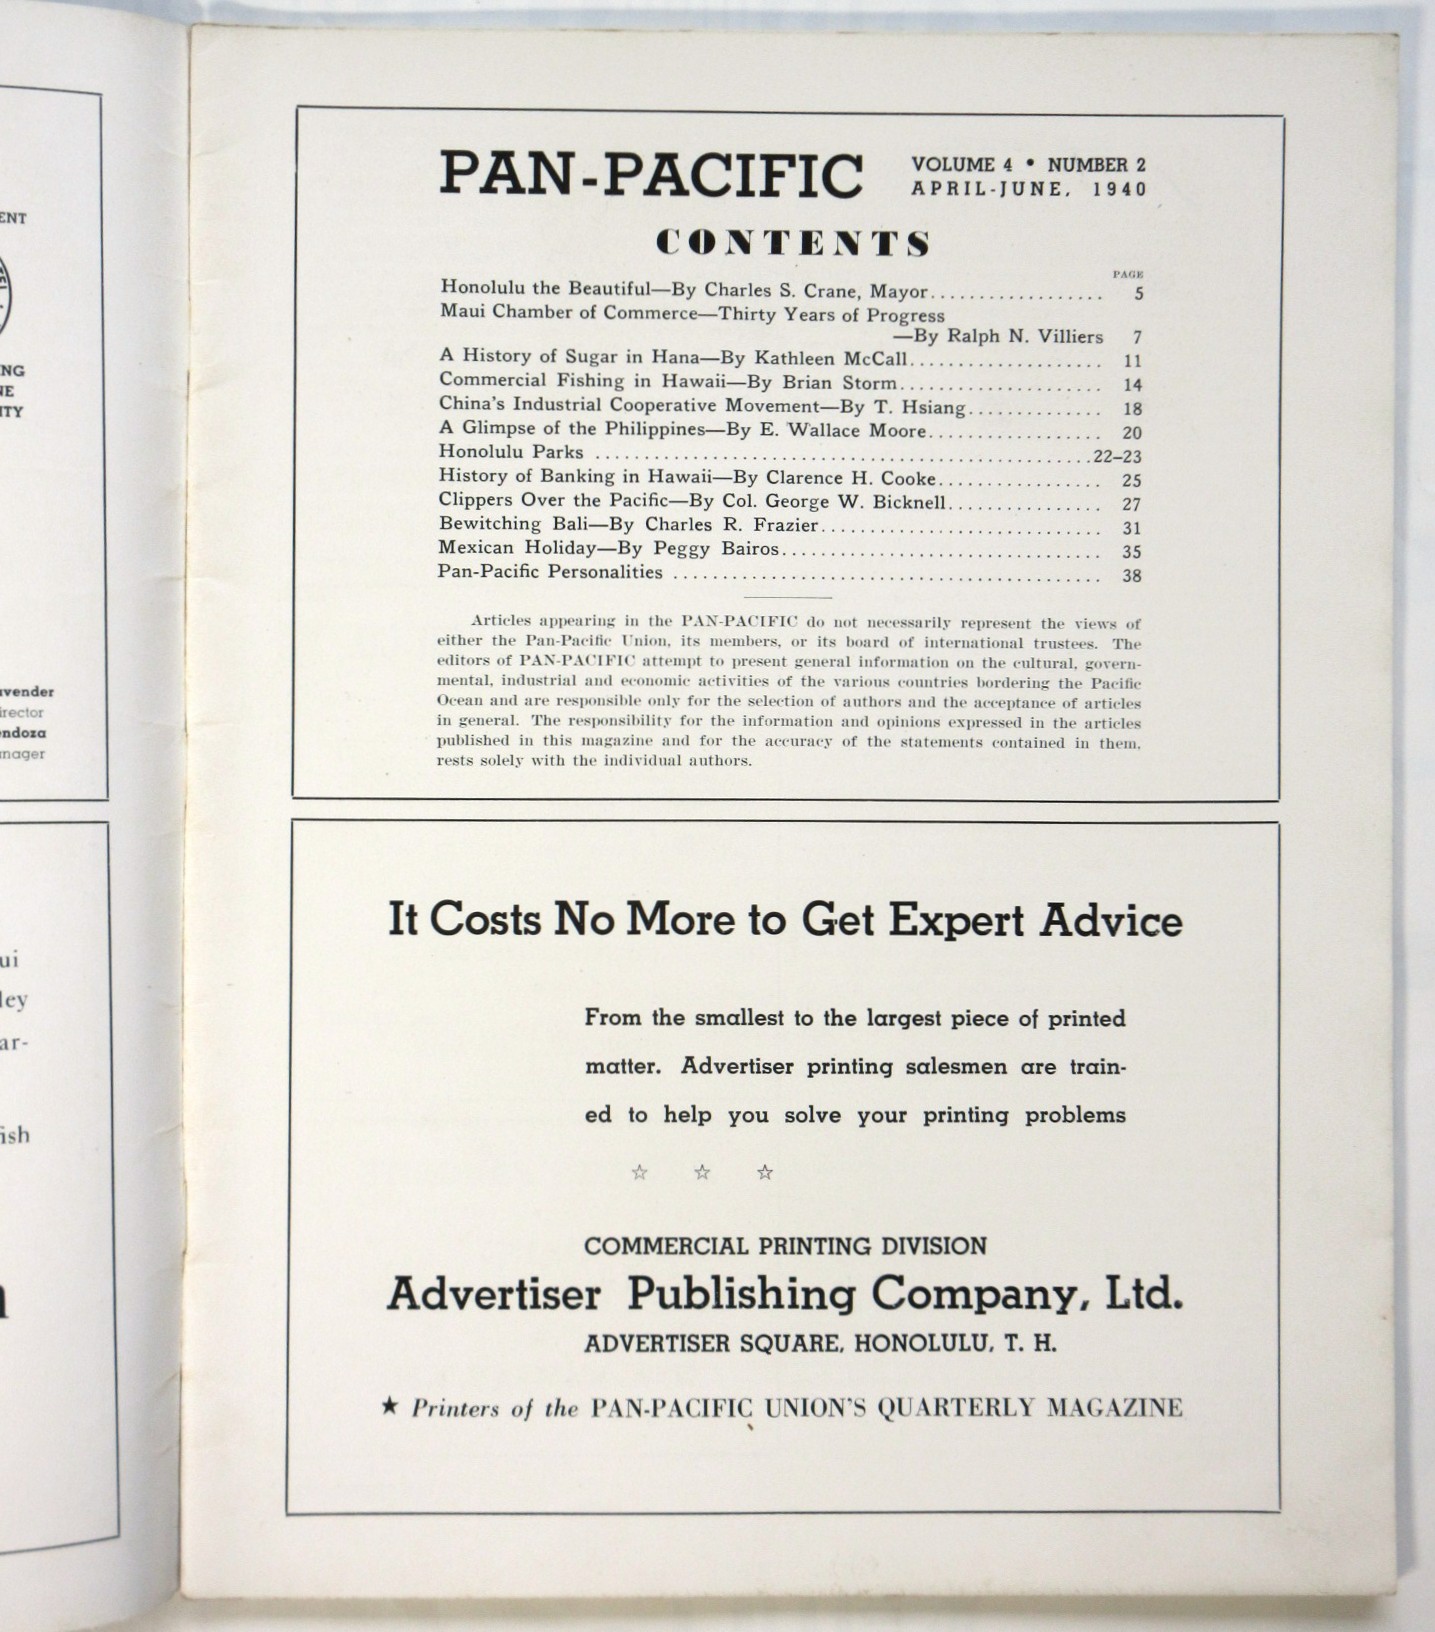 ENT
NG
NE
ITY
avender
irector
endoza
nager
ui
ley
ar-
ish
PAN-PACIFIC
VOLUME 4 • NUMBER 2
APRIL-JUNE, 1940
CONTENTS
PAGE
Honolulu the Beautiful—By Charles S. Crane, Mayor.................. 5
Maui Chamber of Commerce—Thirty Years of Progress
—By Ralph N. Villiers 7
A History of Sugar in Hana—By Kathleen McCall.................... 11
Commercial Fishing in Hawaii—By Brian Storm..................... 14
China's Industrial Cooperative Movement—By T. Hsiang.............. 18
A Glimpse of the Philippines—By E. Wallace Moore.................. 20
Honolulu Parks ..................................................22–23
History of Banking in Hawaii—By Clarence H. Cooke................. 25
Clippers Over the Pacific—By Col. George W. Bicknell................ 27
Bewitching Bali—By Charles R. Frazier............................. 31
Mexican Holiday—By Peggy Bairos................................. 35
Pan-Pacific Personalities ........................................... 38
Articles appearing in the PAN-PACIFIC do not necessarily represent the views of
either the Pan-Pacific Union, its members, or its board of international trustees. The
editors of PAN-PACIFIC attempt to present general information on the cultural, govern-
mental, industrial and economic activities of the various countries bordering the Pacific
Ocean and are responsible only for the selection of authors and the acceptance of articles
in general. The responsibility for the information and opinions expressed in the articles
published in this magazine and for the accuracy of the statements contained in them,
rests solely with the individual authors.
It Costs No More to Get Expert Advice
From the smallest to the largest piece of printed
matter. Advertiser printing salesmen are train-
ed to help you solve your printing problems
☆ ☆ ☆
COMMERCIAL PRINTING DIVISION
Advertiser Publishing Company, Ltd.
ADVERTISER SQUARE, HONOLULU, T. H.
★ Printers of the PAN-PACIFIC UNION'S QUARTERLY MAGAZINE